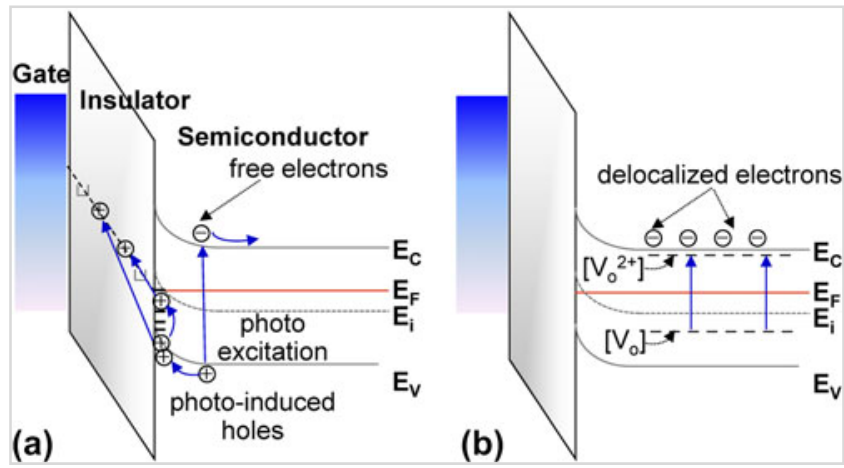 Gate
Insulator
Semiconductor
free electrons
E_C
E_F
E_i
photo
excitation
E_V
photo-induced
holes
(a)
delocalized electrons
E_C
[V_o^{2+}]
E_F
E_i
[V_o]
E_V
(b)